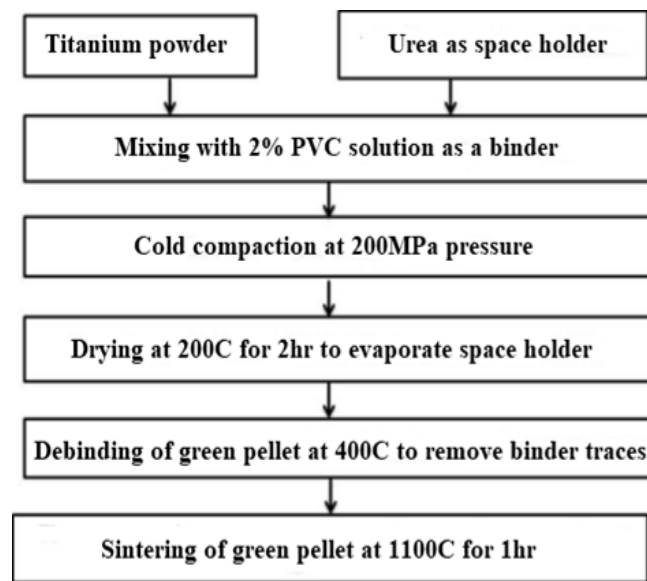 Titanium powder
Urea as space holder
Mixing with 2% PVC solution as a binder
Cold compaction at 200MPa pressure
Drying at 200C for 2hr to evaporate space holder
Debinding of green pellet at 400C to remove binder traces
Sintering of green pellet at 1100C for 1hr